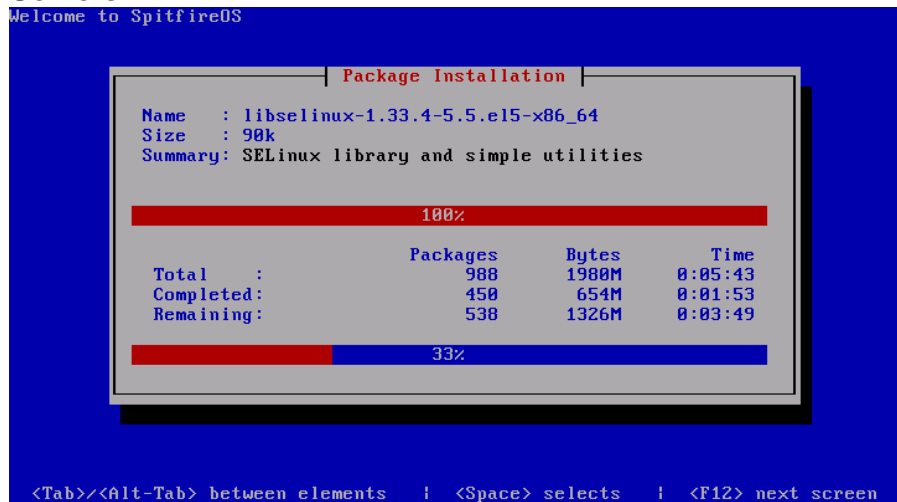 Welcome to SpitfireOS
Package Installation
Name : libselinux-1.33.4-5.5.el5-x86_64
Size : 90k
Summary: SELinux library and simple utilities
100%
Packages Bytes Time
Total : 988 1980M 0:05:43
Completed: 450 654M 0:01:53
Remaining: 538 1326M 0:03:49
33%
<Tab>/<Alt-Tab> between elements | <Space> selects | <F12> next screen